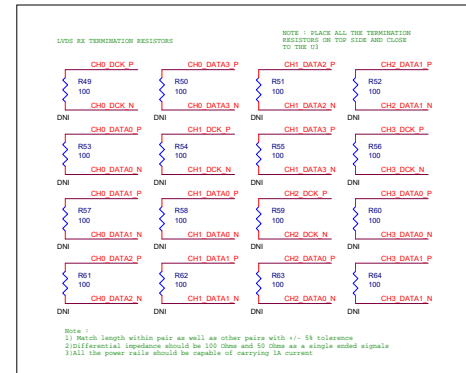 LVDS RX TERMINATION RESISTORS
NOTE : PLACE ALL THE TERMINATION
RESISTORS ON TOP SIDE AND CLOSE
TO THE U3
CH0_DCK_P CH0_DATA3_P CH1_DATA2_P CH2_DATA1_P
R49 R50 R51 R52
100 100 100 100
CH0_DCK_N CH0_DATA3_N CH1_DATA2_N CH2_DATA1_N
DNI DNI DNI DNI
CH0_DATA0_P CH1_DCK_P CH1_DATA3_P CH3_DCK_P
R53 R54 R55 R56
100 100 100 100
CH0_DATA0_N CH1_DCK_N CH1_DATA3_N CH3_DCK_N
DNI DNI DNI DNI
CH0_DATA1_P CH1_DATA0_P CH2_DCK_P CH3_DATA0_P
R57 R58 R59 R60
100 100 100 100
CH0_DATA1_N CH1_DATA0_N CH2_DCK_N CH3_DATA0_N
DNI DNI DNI DNI
CH0_DATA2_P CH1_DATA1_P CH2_DATA0_P CH3_DATA1_P
R61 R62 R63 R64
100 100 100 100
CH0_DATA2_N CH1_DATA1_N CH2_DATA0_N CH3_DATA1_N
DNI DNI DNI DNI
Note :
1) Match length within pair as well as other pairs with +/- 5% tolerence
2)Differential impedance should be 100 Ohms and 50 Ohms as a single ended signals
3)All the power rails should be capable of carrying 1A current